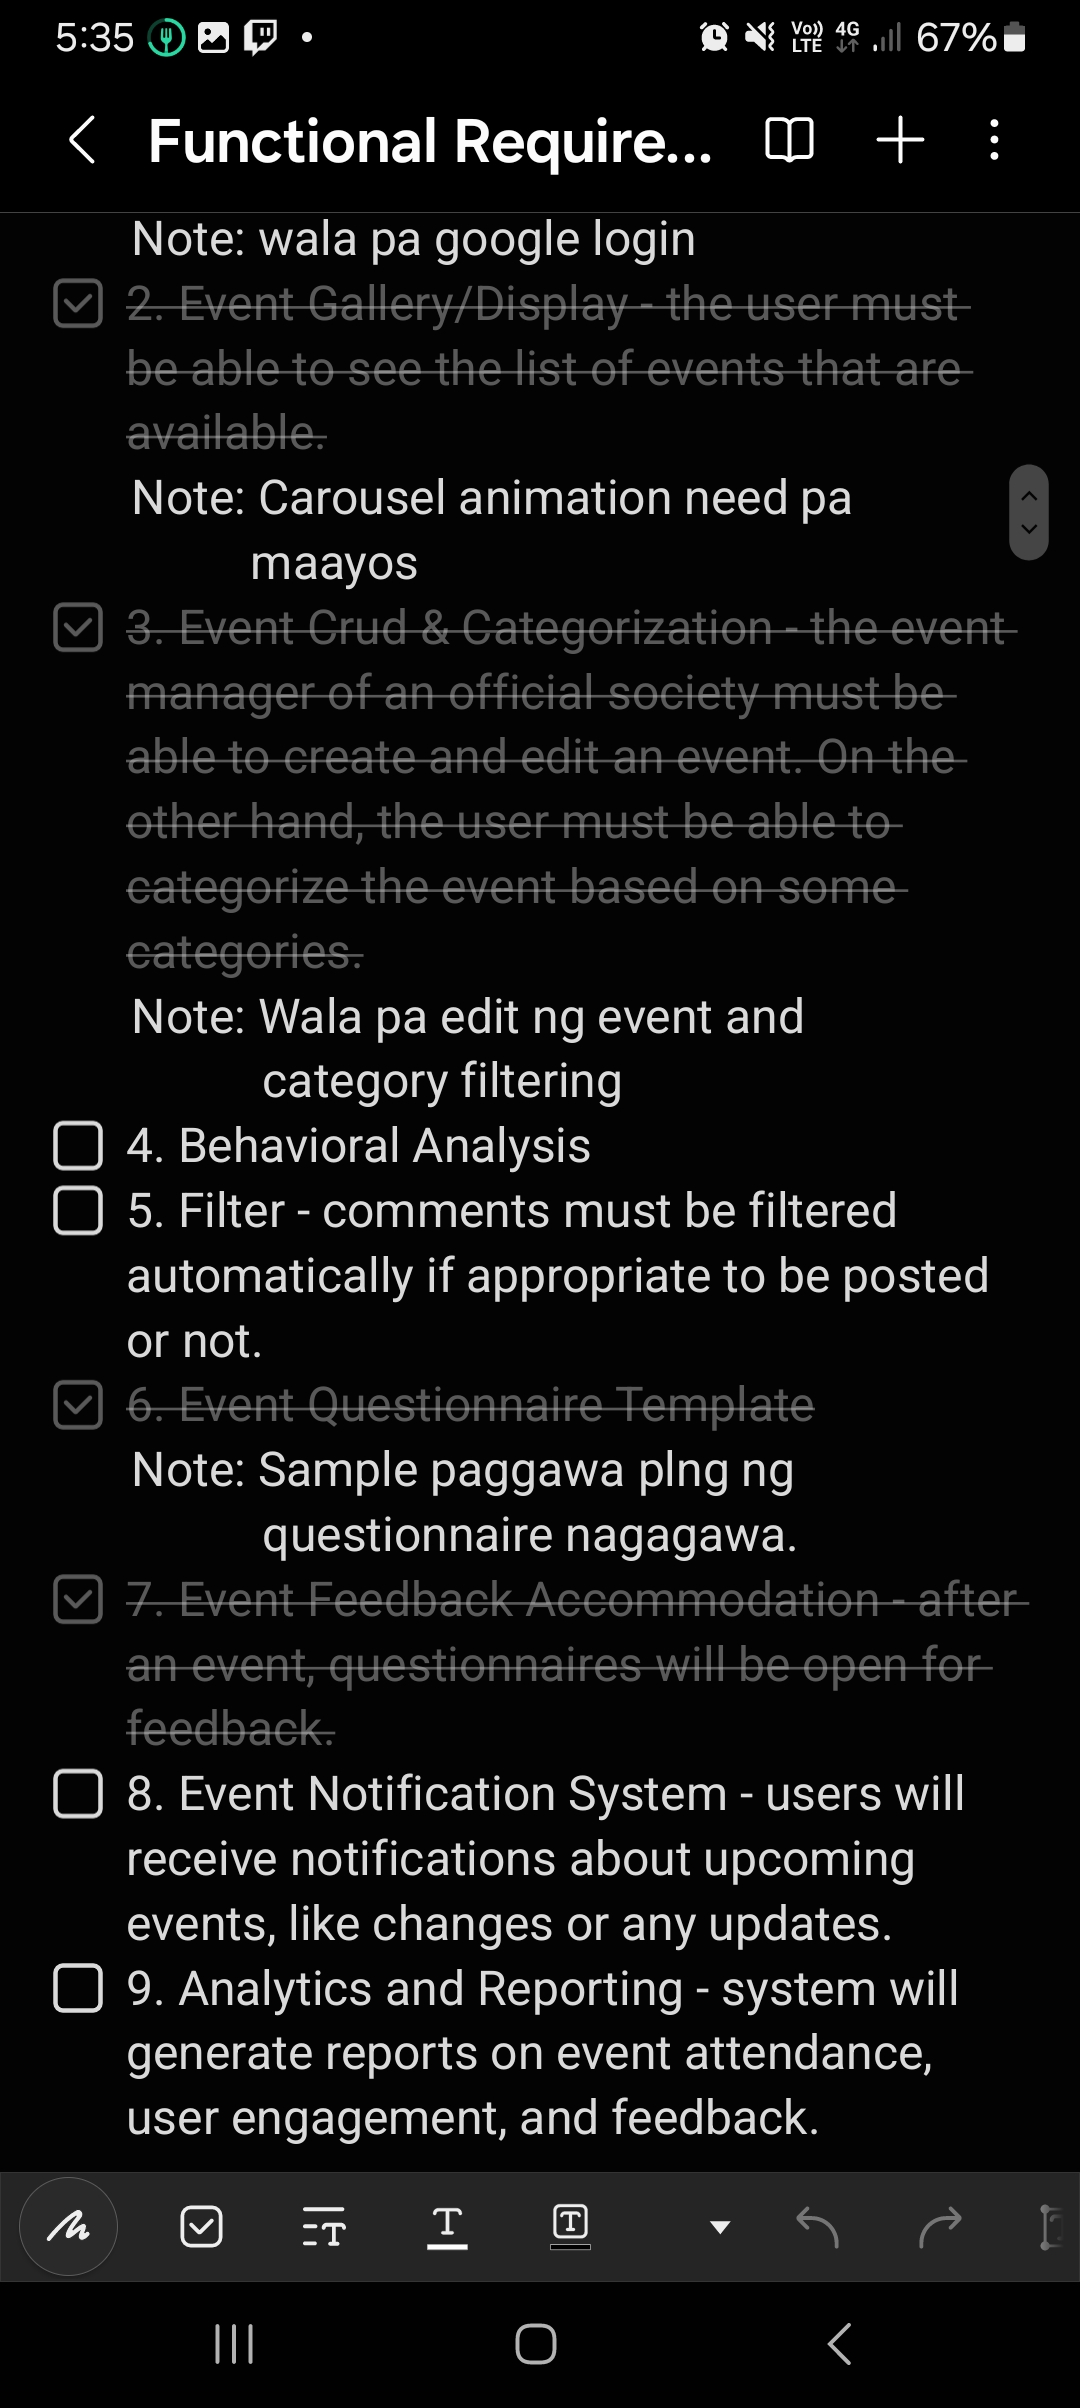 5:35
Vo)) LTE 4G 67%
Functional Require...
Note: wala pa google login
2. Event Gallery/Display - the user must
be able to see the list of events that are
available.
Note: Carousel animation need pa
maayos
3. Event Crud & Categorization - the event
manager of an official society must be
able to create and edit an event. On the
other hand, the user must be able to
categorize the event based on some
categories.
Note: Wala pa edit ng event and
category filtering
4. Behavioral Analysis
5. Filter - comments must be filtered
automatically if appropriate to be posted
or not.
6. Event Questionnaire Template
Note: Sample paggawa plng ng
questionnaire nagagawa.
7. Event Feedback Accommodation - after
an event, questionnaires will be open for
feedback.
8. Event Notification System - users will
receive notifications about upcoming
events, like changes or any updates.
9. Analytics and Reporting - system will
generate reports on event attendance,
user engagement, and feedback.